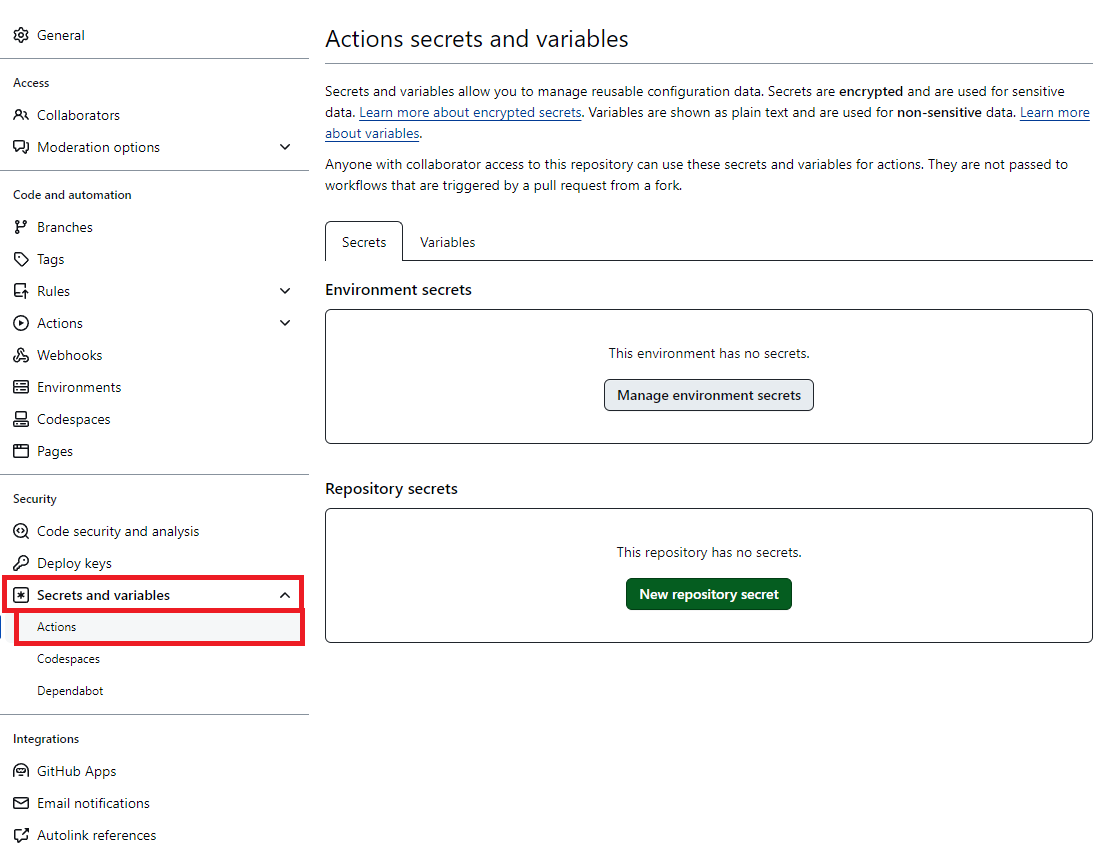 General
Access
Collaborators
Moderation options
Code and automation
Branches
Tags
Rules
Actions
Webhooks
Environments
Codespaces
Pages
Security
Code security and analysis
Deploy keys
Secrets and variables
Actions
Codespaces
Dependabot
Integrations
GitHub Apps
Email notifications
Autolink references
Actions secrets and variables
Secrets and variables allow you to manage reusable configuration data. Secrets are encrypted and are used for sensitive
data. Learn more about encrypted secrets. Variables are shown as plain text and are used for non-sensitive data. Learn more
about variables.
Anyone with collaborator access to this repository can use these secrets and variables for actions. They are not passed to
workflows that are triggered by a pull request from a fork.
Secrets
Variables
Environment secrets
This environment has no secrets.
Manage environment secrets
Repository secrets
This repository has no secrets.
New repository secret